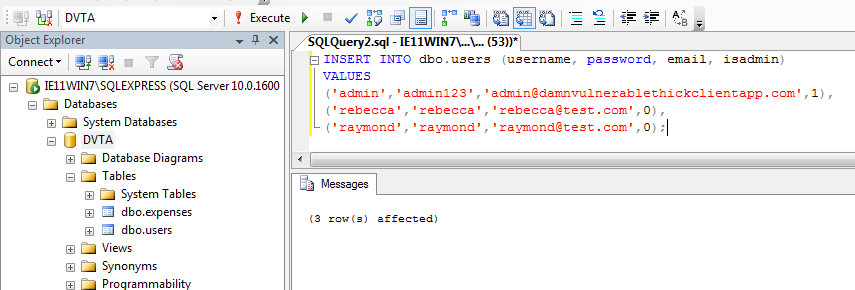 DVTA
Execute
Object Explorer
Connect
IE11WIN7\SQLEXPRESS (SQL Server 10.0.1600
Databases
System Databases
DVTA
Database Diagrams
Tables
System Tables
dbo.expenses
dbo.users
Views
Synonyms
Programmability
SQLQuery2.sql - IE11WIN7\...\... (53))*
INSERT INTO dbo.users (username, password, email, isadmin)
VALUES
('admin','admin123','admin@damnvulnerablethickclientapp.com',1),
('rebecca','rebecca','rebecca@test.com',0),
('raymond','raymond','raymond@test.com',0);
Messages
(3 row(s) affected)